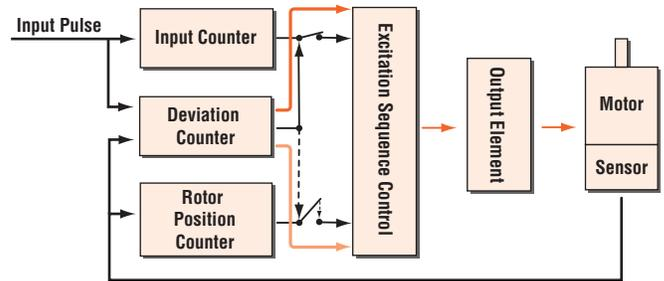 Input Pulse
Input Counter
Deviation
Counter
Rotor
Position
Counter
Excitation Sequence Control
Output Element
Motor
Sensor